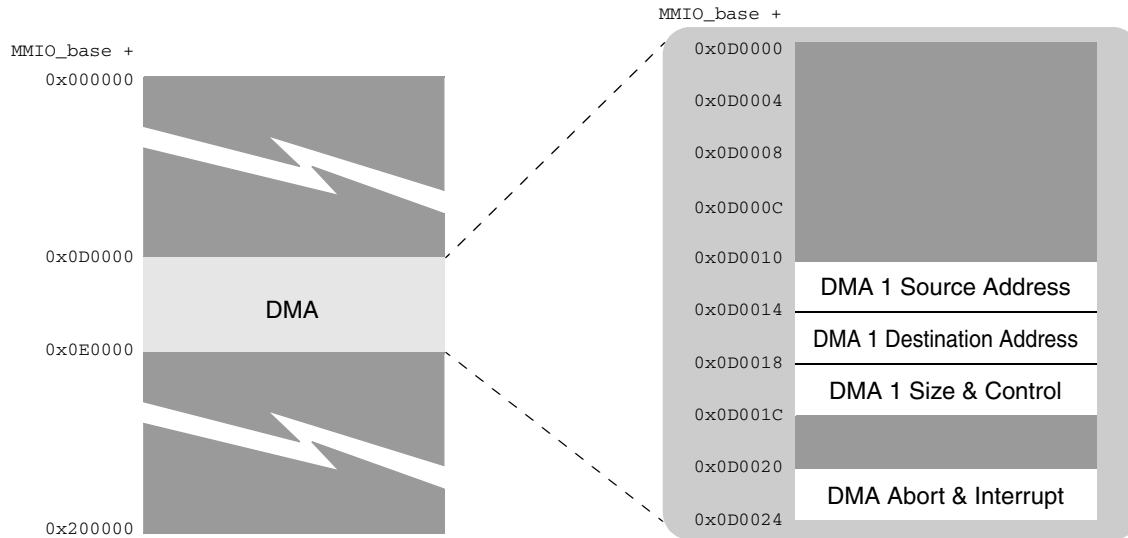 MMIO_base +
0x000000
0x0D0000
DMA
0x0E0000
0x200000
MMIO_base +
0x0D0000
0x0D0004
0x0D0008
0x0D000C
0x0D0010
DMA 1 Source Address
0x0D0014
DMA 1 Destination Address
0x0D0018
DMA 1 Size & Control
0x0D001C
0x0D0020
DMA Abort & Interrupt
0x0D0024